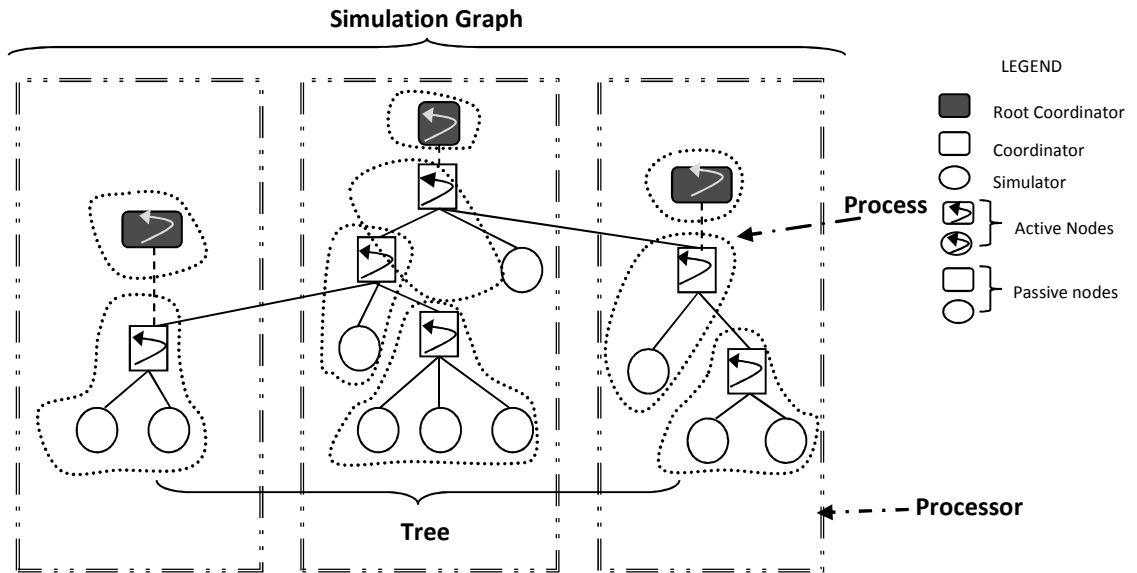 Simulation Graph
LEGEND
Root Coordinator
Coordinator
Simulator
Process
Active Nodes
Passive nodes
Processor
Tree